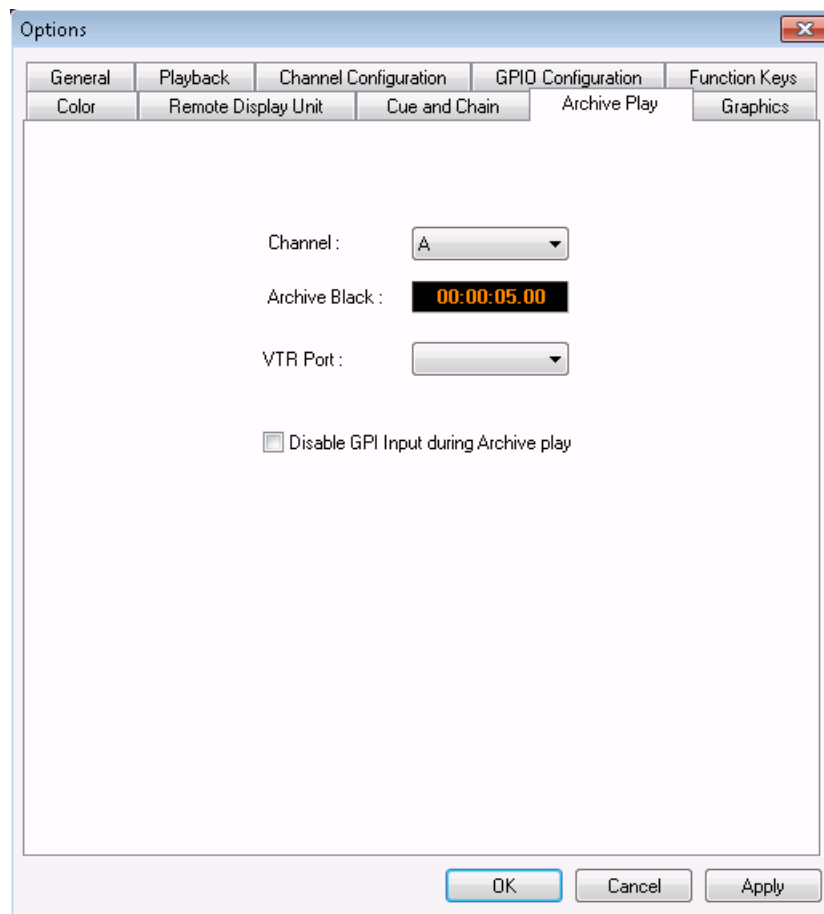 Options
General Playback Channel Configuration GPIO Configuration Function Keys
Color Remote Display Unit Cue and Chain Archive Play Graphics
Channel : A
Archive Black : 00:00:05.00
VTR Port :
Disable GPI Input during Archive play
OK Cancel Apply